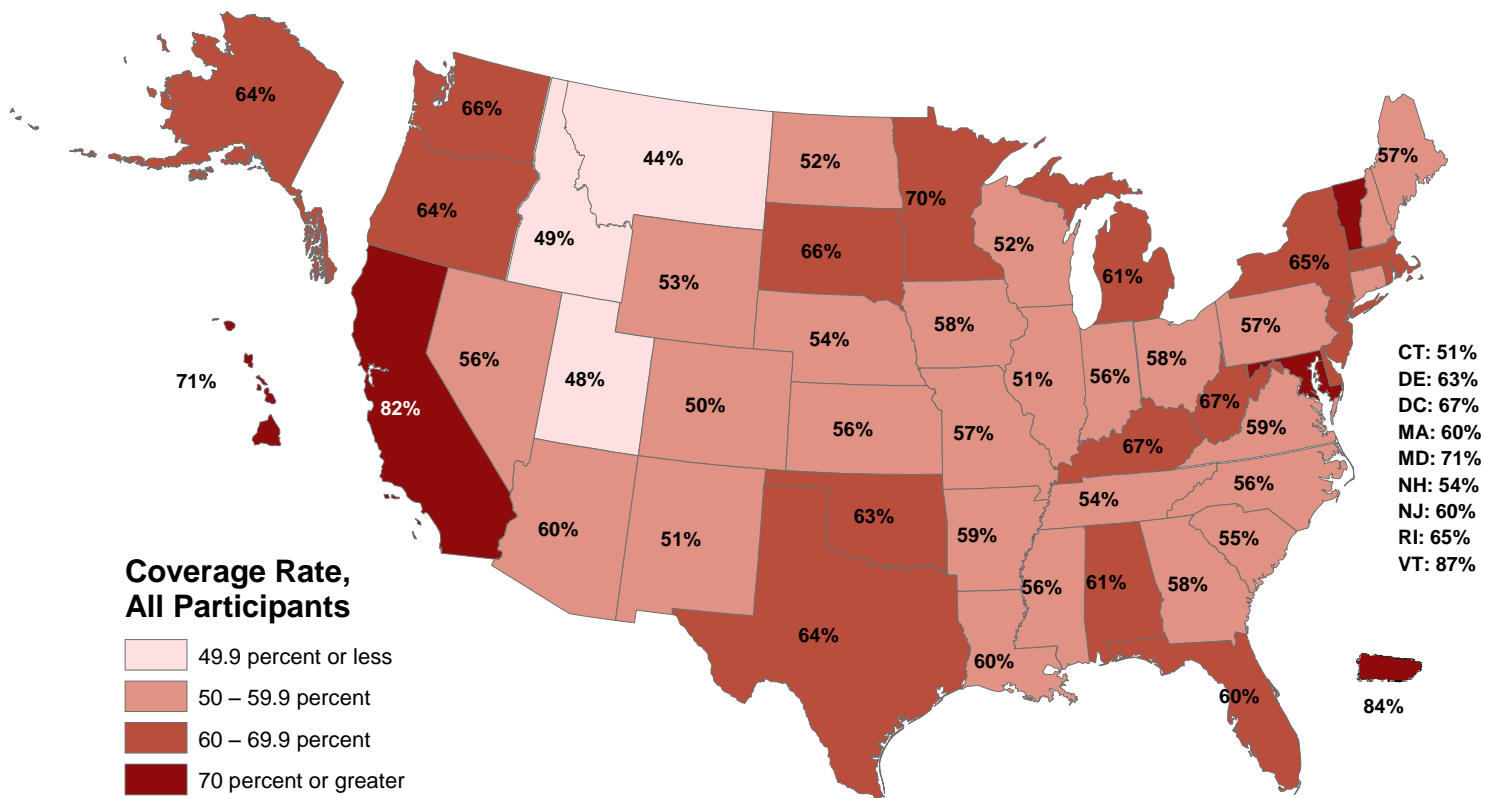 64%
66%
44%
52%
57%
64%
70%
49%
66%
52%
65%
53%
61%
58%
57%
54%
56%
58%
71%
48%
51%
56%
82%
50%
67%
56%
57%
67%
59%
56%
54%
60%
51%
63%
59%
55%
56%
61%
58%
64%
60%
60%
84%
CT: 51%
DE: 63%
DC: 67%
MA: 60%
MD: 71%
NH: 54%
NJ: 60%
RI: 65%
VT: 87%
Coverage Rate,
All Participants
49.9 percent or less
50 – 59.9 percent
60 – 69.9 percent
70 percent or greater